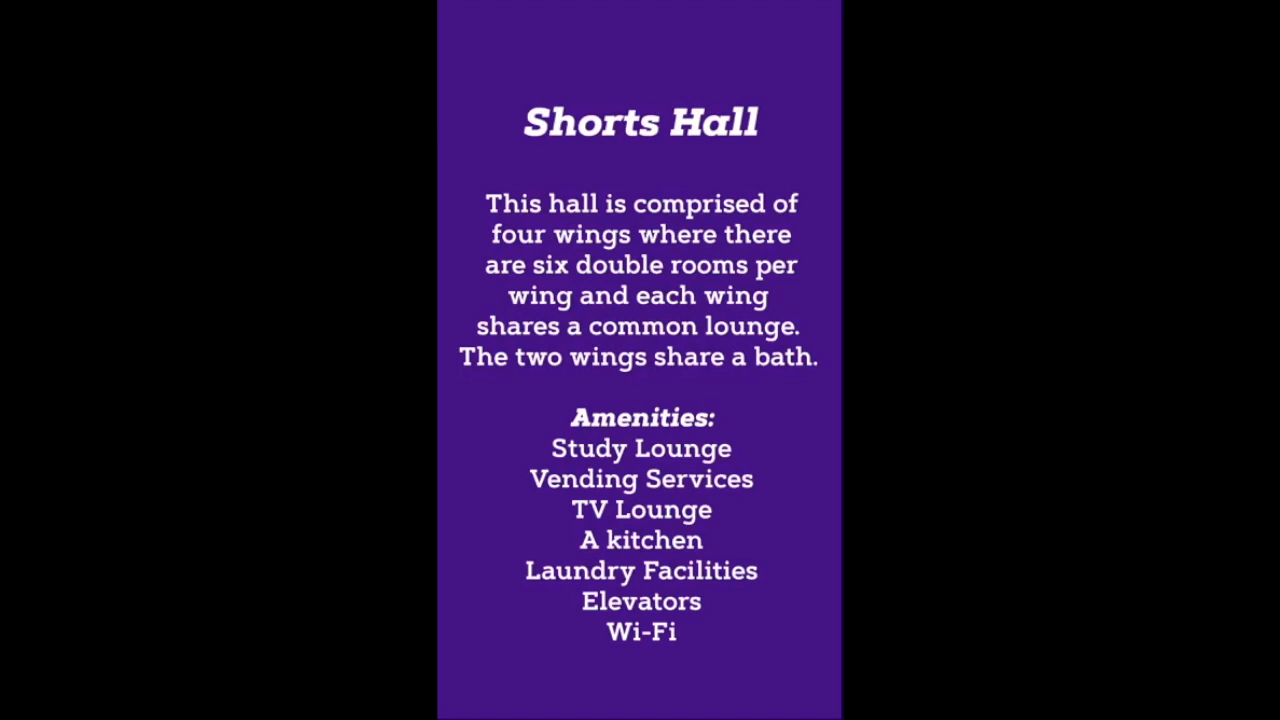 Shorts Hall
This hall is comprised of
four wings where there
are six double rooms per
wing and each wing
shares a common lounge.
The two wings share a bath.
Amenities:
Study Lounge
Vending Services
TV Lounge
A kitchen
Laundry Facilities
Elevators
Wi-Fi